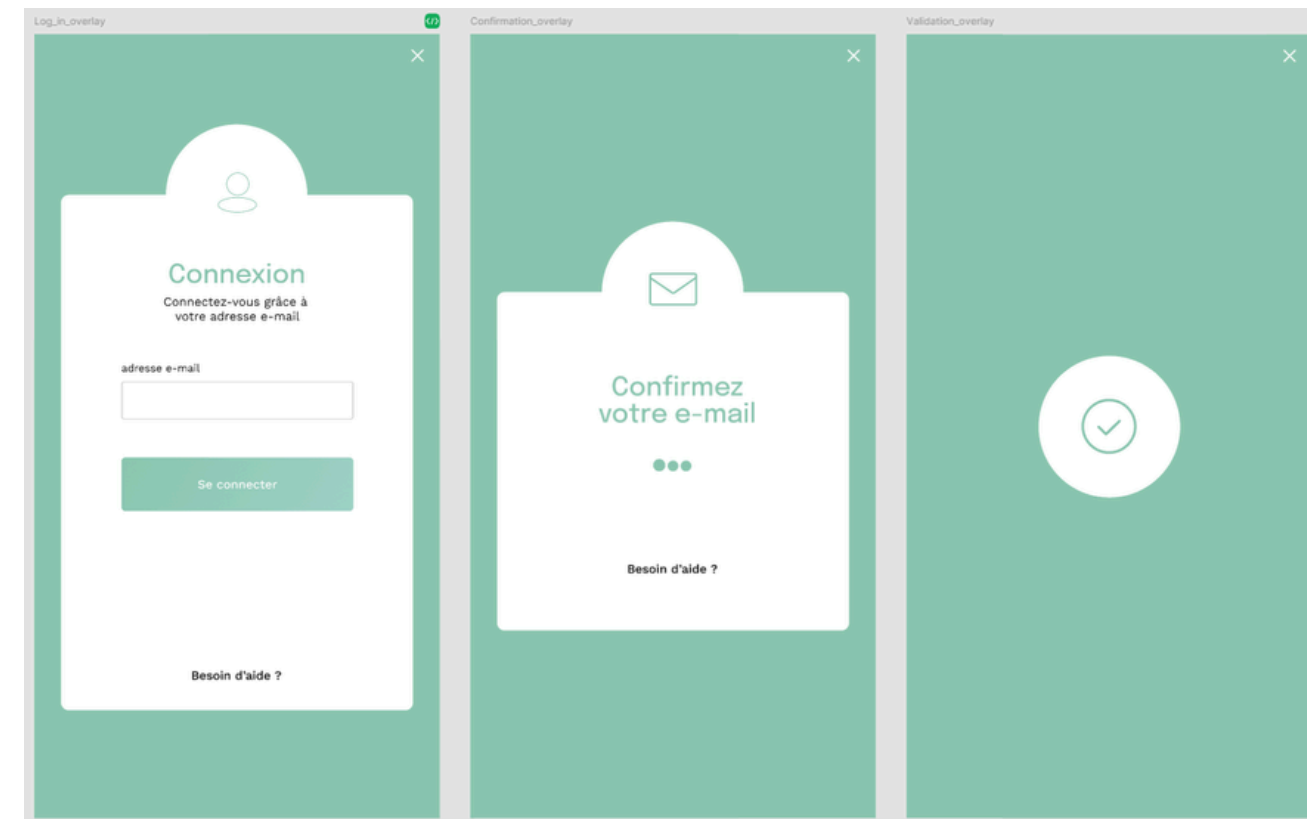 Log_in_overlay
Confirmation_overlay
Validation_overlay
Connexion
Connectez-vous grâce à
votre adresse e-mail
adresse e-mail
Se connecter
Besoin d'aide ?
Confirmez
votre e-mail
Besoin d'aide ?